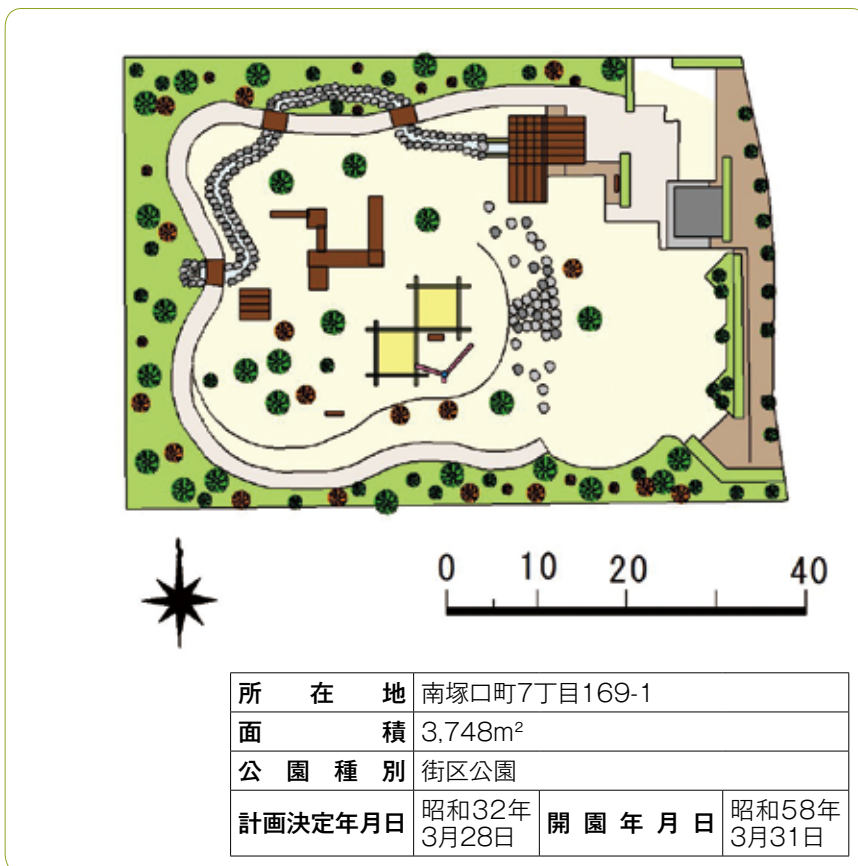 0 10 20 40
所在地 南塚口町7丁目169-1
面積 3,748m²
公園種別 街区公園
計画決定年月日 昭和32年3月28日 開園年月日 昭和58年3月31日